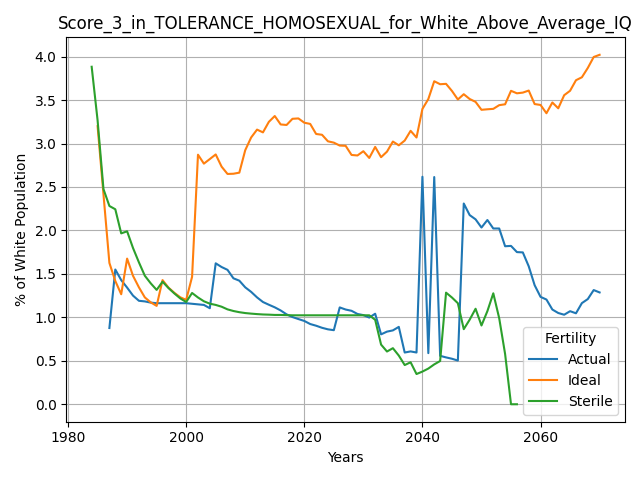 Score_3_in_TOLERANCE_HOMOSEXUAL_for_White_Above_Average_IQ
% of White Population
4.0
3.5
3.0
2.5
2.0
1.5
1.0
0.5
0.0
Fertility
Actual
Ideal
Sterile
1980
2000
2020
2040
2060
Years